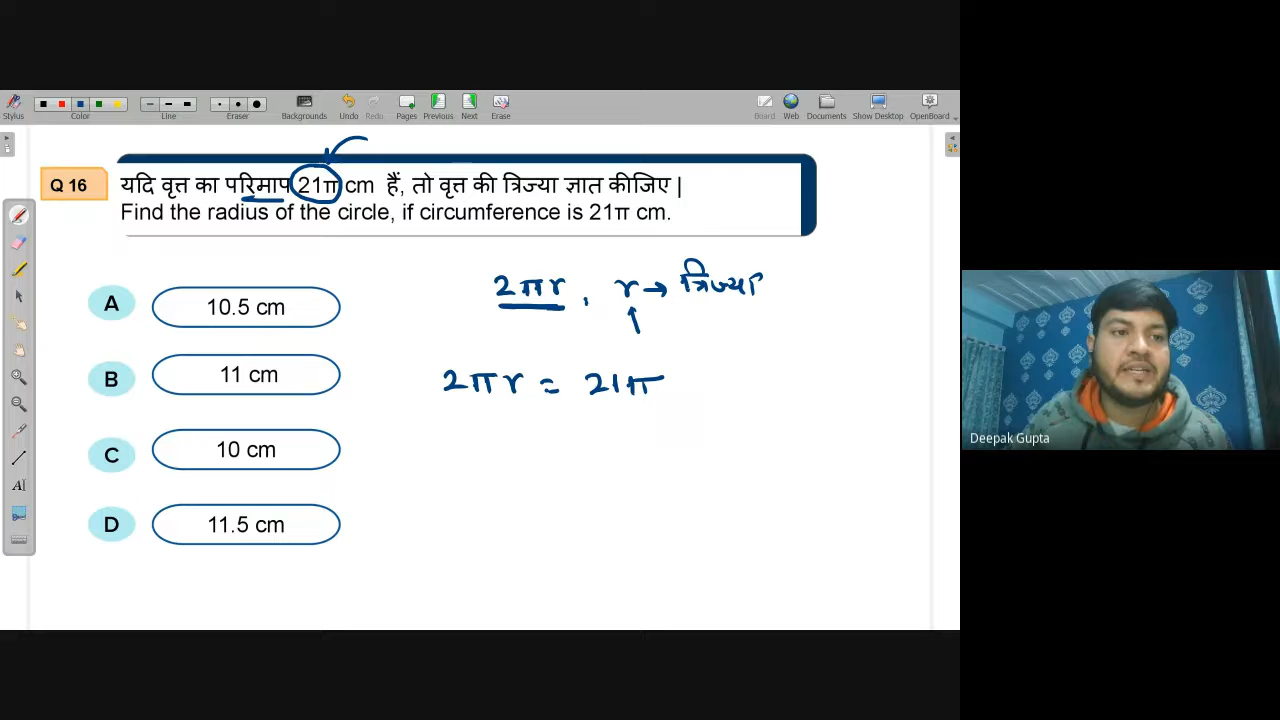 Color
Line
Eraser
Stylus
Backgrounds
Undo
Redo
Pages
Previous
Next
Erase
Board
Web
Documents
Show Desktop
OpenBoard
Q 16
यदि वृत्त का परिमाप 21π cm हैं, तो वृत्त की त्रिज्या ज्ञात कीजिए |
Find the radius of the circle, if circumference is 21π cm.
2πr , r → त्रिज्या
A 10.5 cm
B 11 cm
2πr = 21π
C 10 cm
D 11.5 cm
Deepak Gupta